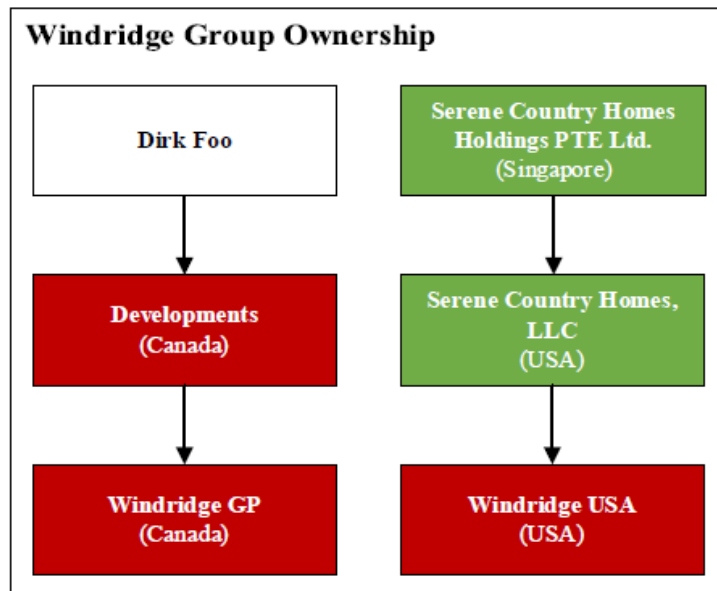 Windridge Group Ownership
Dirk Foo
Serene Country Homes
Holdings PTE Ltd.
(Singapore)
Developments
(Canada)
Serene Country Homes,
LLC
(USA)
Windridge GP
(Canada)
Windridge USA
(USA)